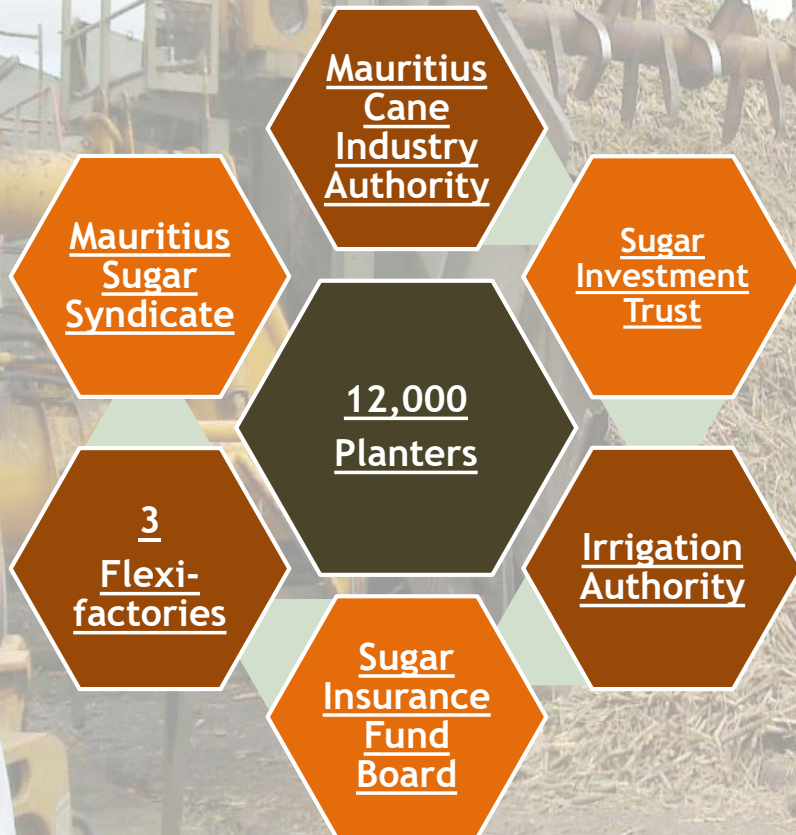 Mauritius
Cane
Industry
Authority
Mauritius
Sugar
Syndicate
Sugar
Investment
Trust
12,000
Planters
3
Flexi-
factories
Irrigation
Authority
Sugar
Insurance
Fund
Board